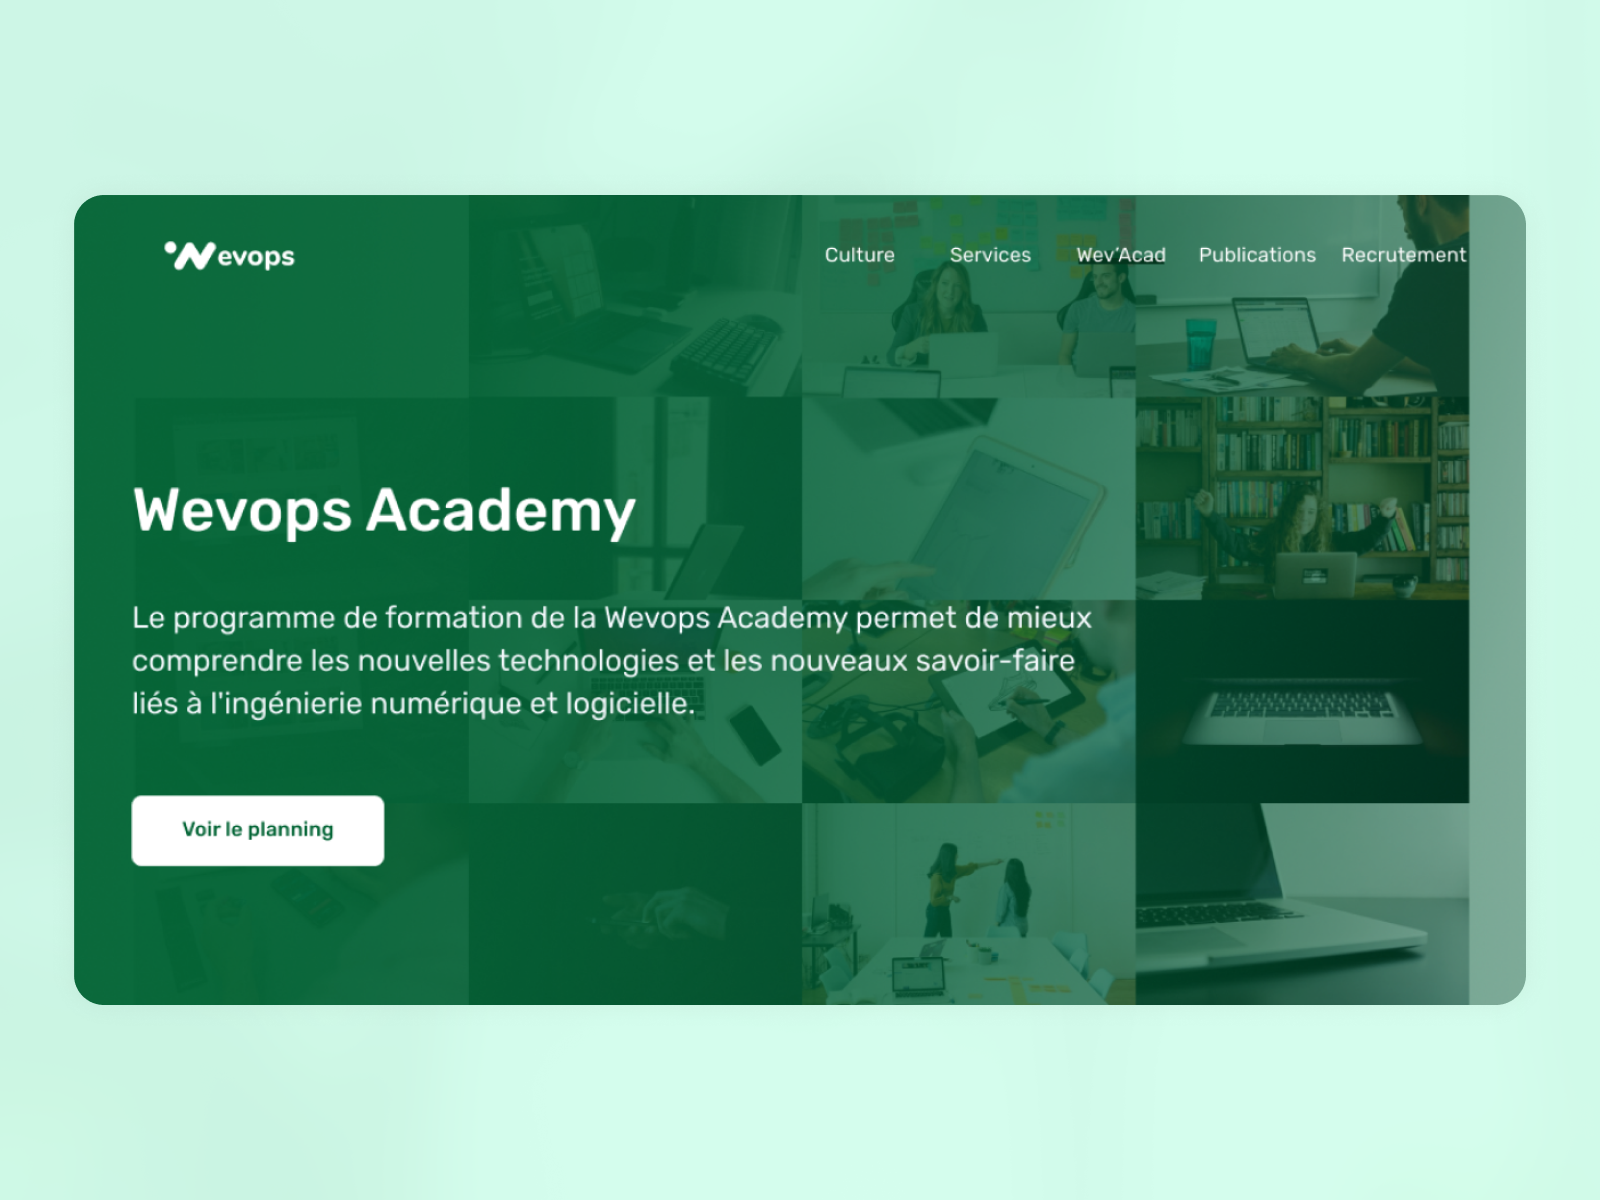 Wevops
Culture Services Wev'Acad Publications Recrutement
Wevops Academy
Le programme de formation de la Wevops Academy permet de mieux
comprendre les nouvelles technologies et les nouveaux savoir-faire
liés à l'ingénierie numérique et logicielle.
Voir le planning